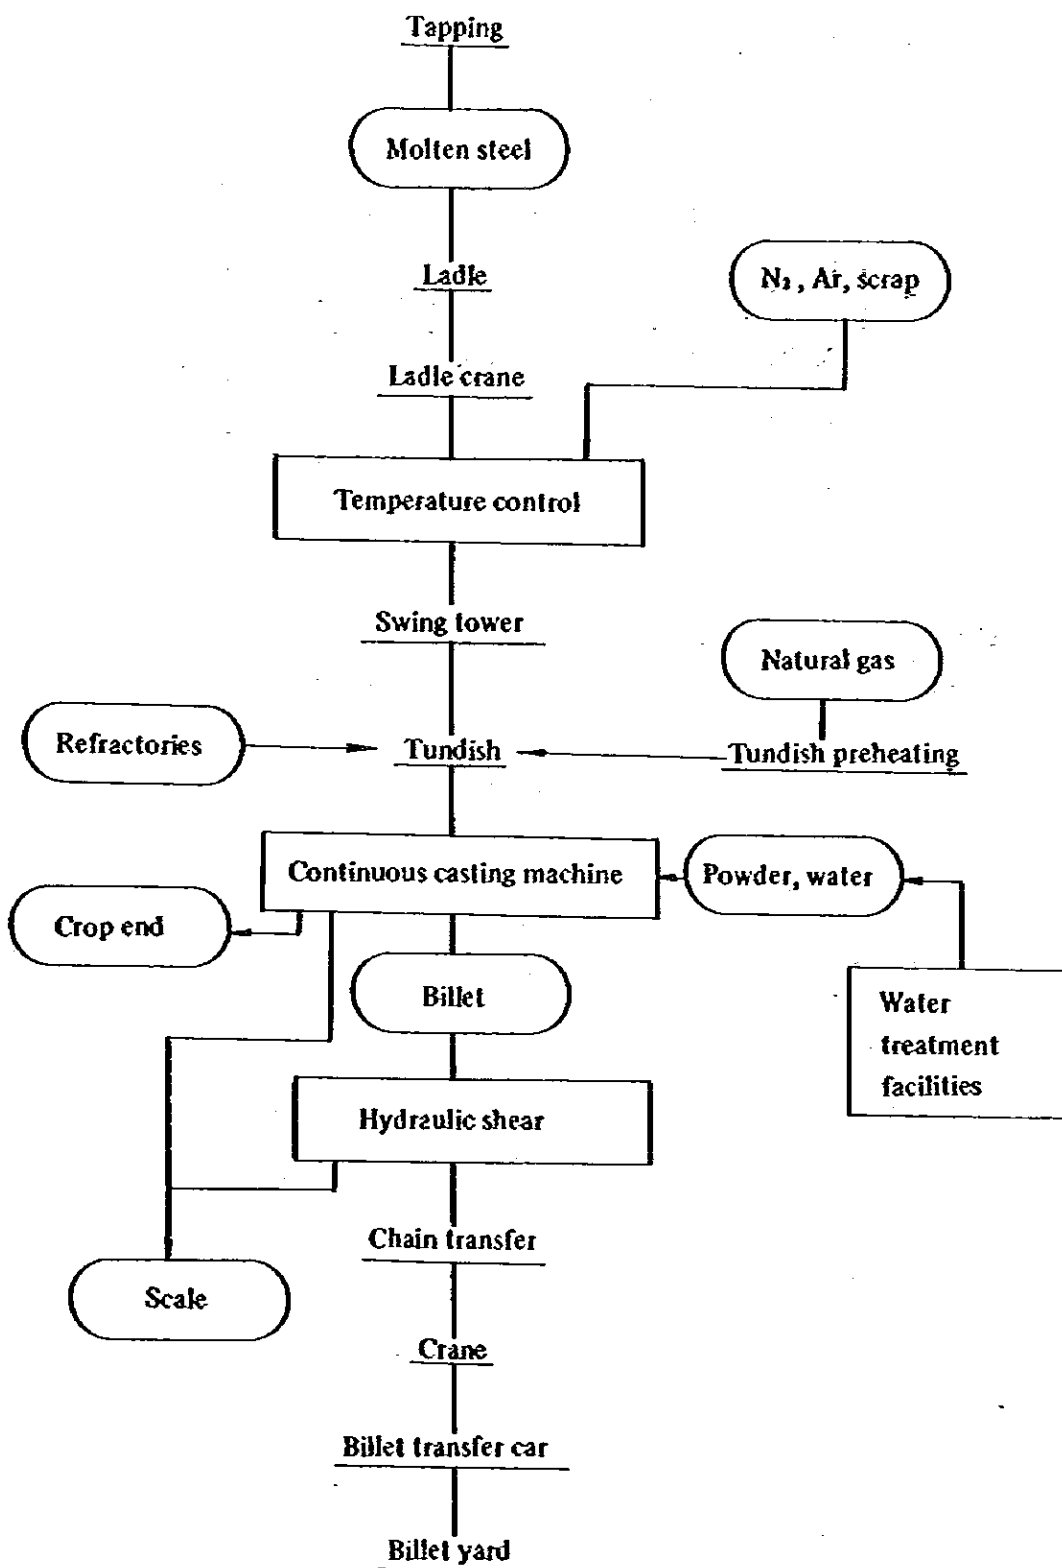 Tapping
Molten steel
Ladle
N₂, Ar, scrap
Ladle crane
Temperature control
Swing tower
Natural gas
Refractories
Tundish
Tundish preheating
Continuous casting machine
Powder, water
Crop end
Billet
Water
treatment
facilities
Hydraulic shear
Chain transfer
Scale
Crane
Billet transfer car
Billet yard